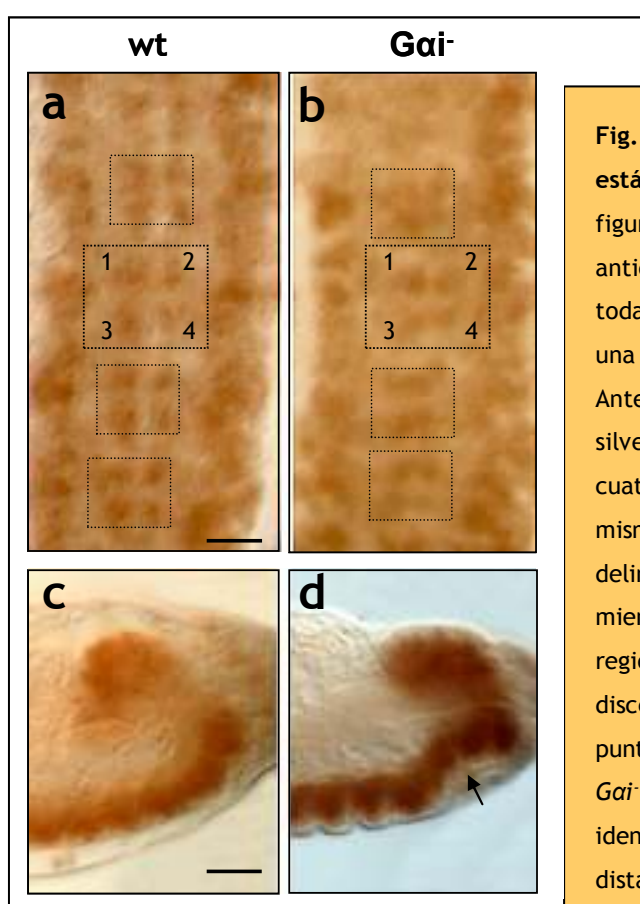 wt Gαi-
a b
1 2 1 2
3 4 3 4
c d
Fig.
está
figur
antic
toda
una
Ante
silve
cuat
misn
delin
mien
regio
disco
punt
Gαi-
iden
dista